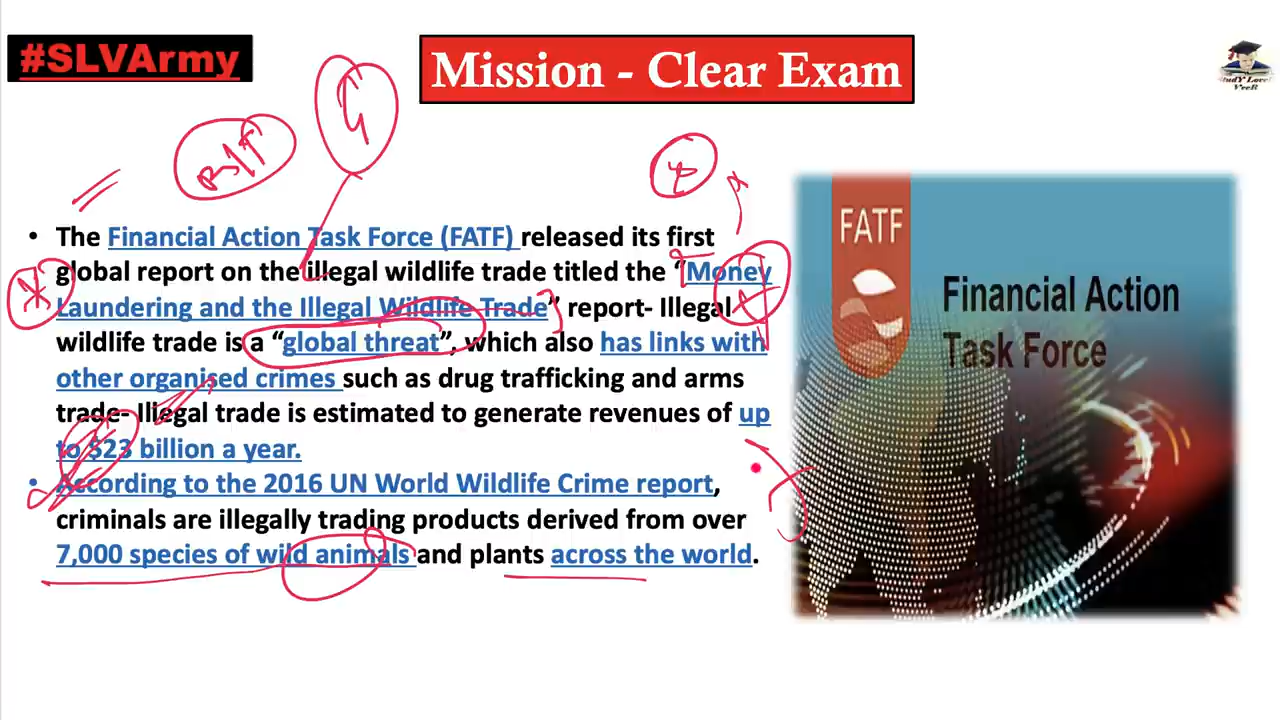 #SLVArmy
Mission - Clear Exam
StudY LoveR
VeeR
• The Financial Action Task Force (FATF) released its first
global report on the illegal wildlife trade titled the “Money
Laundering and the Illegal Wildlife Trade” report- Illegal
wildlife trade is a “global threat”, which also has links with
other organised crimes such as drug trafficking and arms
trade- Illegal trade is estimated to generate revenues of up
to $23 billion a year.
• According to the 2016 UN World Wildlife Crime report,
criminals are illegally trading products derived from over
7,000 species of wild animals and plants across the world.
FATF
Financial Action
Task Force